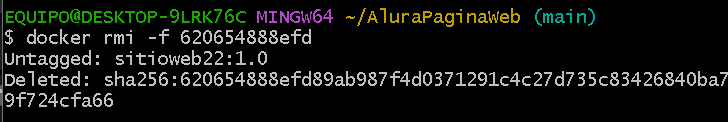 EQUIPO@DESKTOP-9LRK76C MINGW64 ~/AluraPaginaWeb (main)
$ docker rmi -f 620654888efd
Untagged: sitioweb22:1.0
Deleted: sha256:620654888efd89ab987f4d0371291c4c27d735c83426840ba7
9f724cfa66